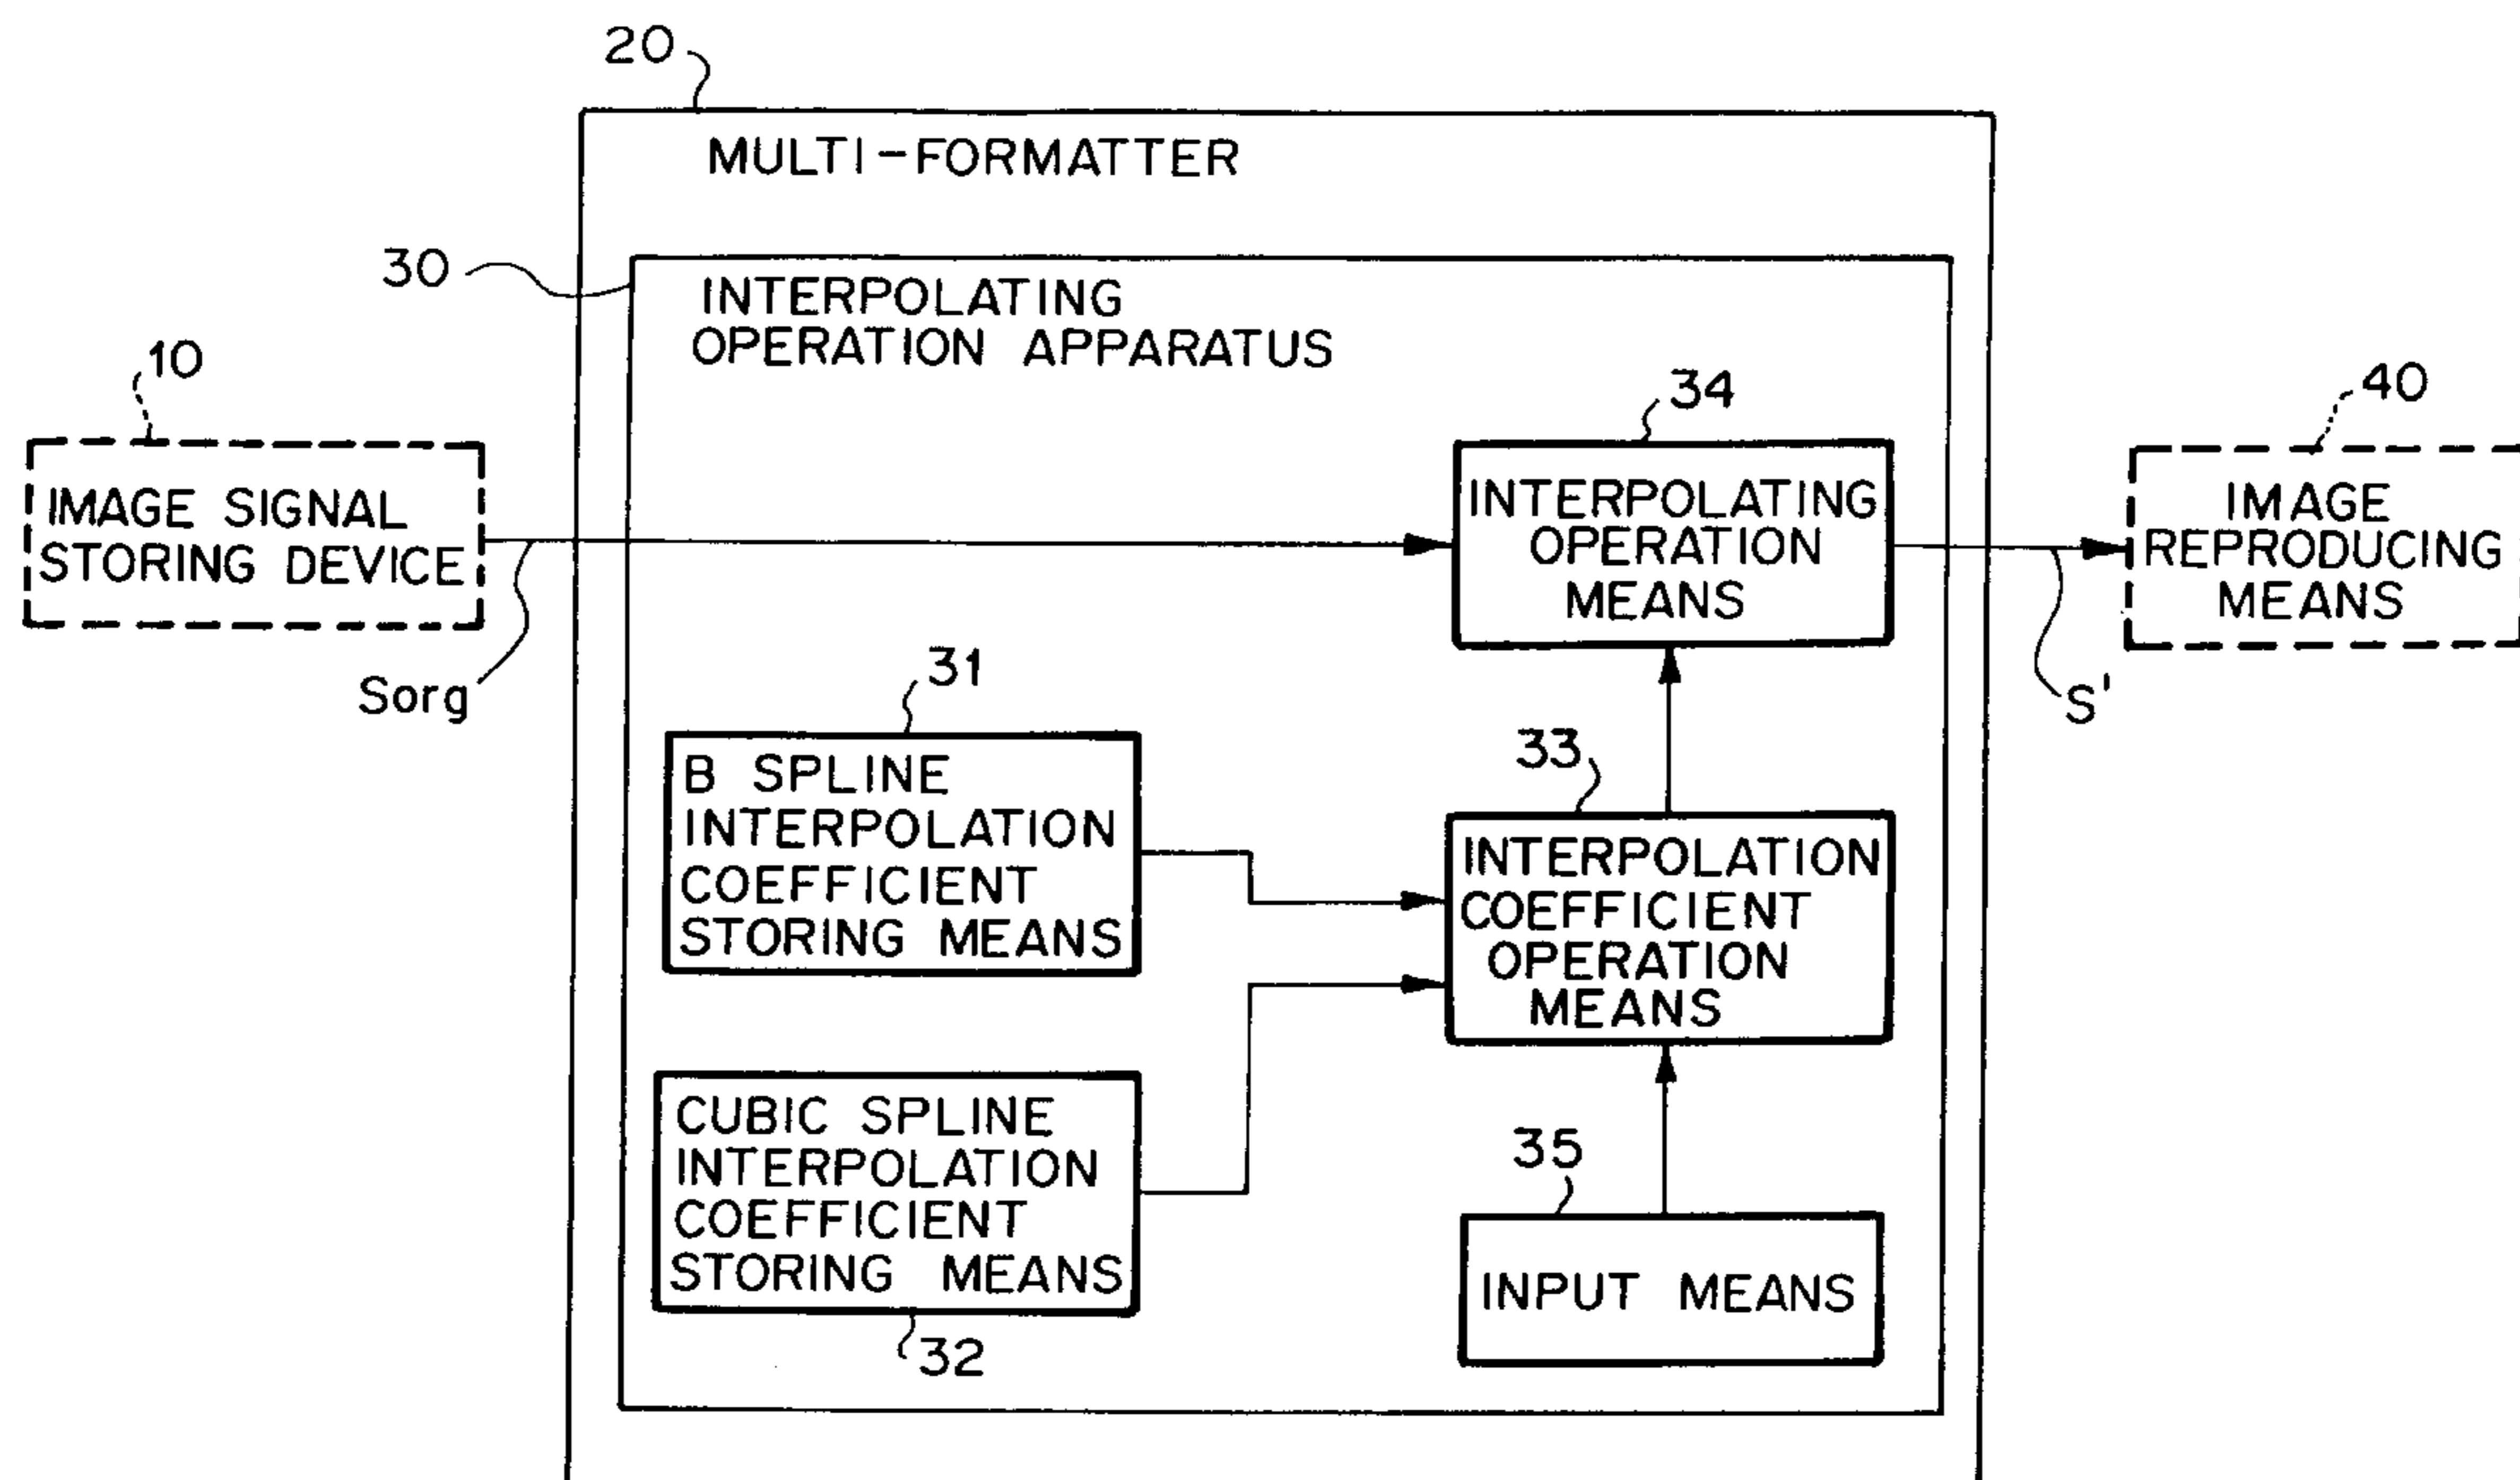 20
MULTI-FORMATTER
30
INTERPOLATING
OPERATION APPARATUS
10
IMAGE SIGNAL
STORING DEVICE
Sorg
34
INTERPOLATING
OPERATION
MEANS
40
IMAGE
REPRODUCING
MEANS
S'
31
B SPLINE
INTERPOLATION
COEFFICIENT
STORING MEANS
33
INTERPOLATION
COEFFICIENT
OPERATION
MEANS
CUBIC SPLINE
INTERPOLATION
COEFFICIENT
STORING MEANS
32
35
INPUT MEANS